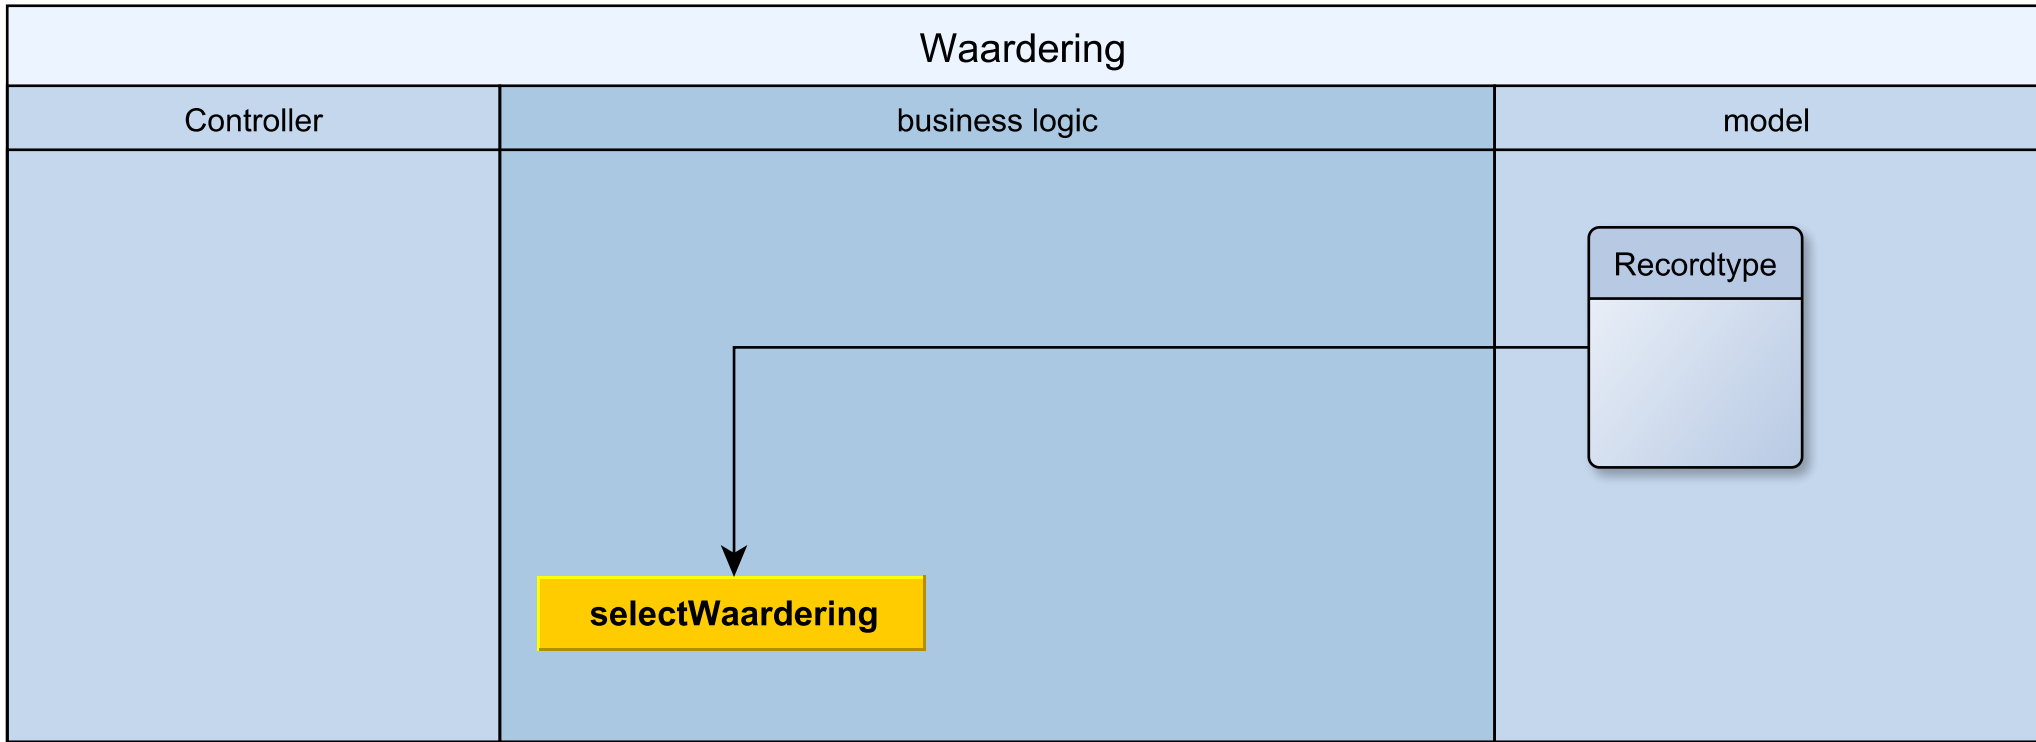 Waardering
Controller
business logic
model
Recordtype
selectWaardering